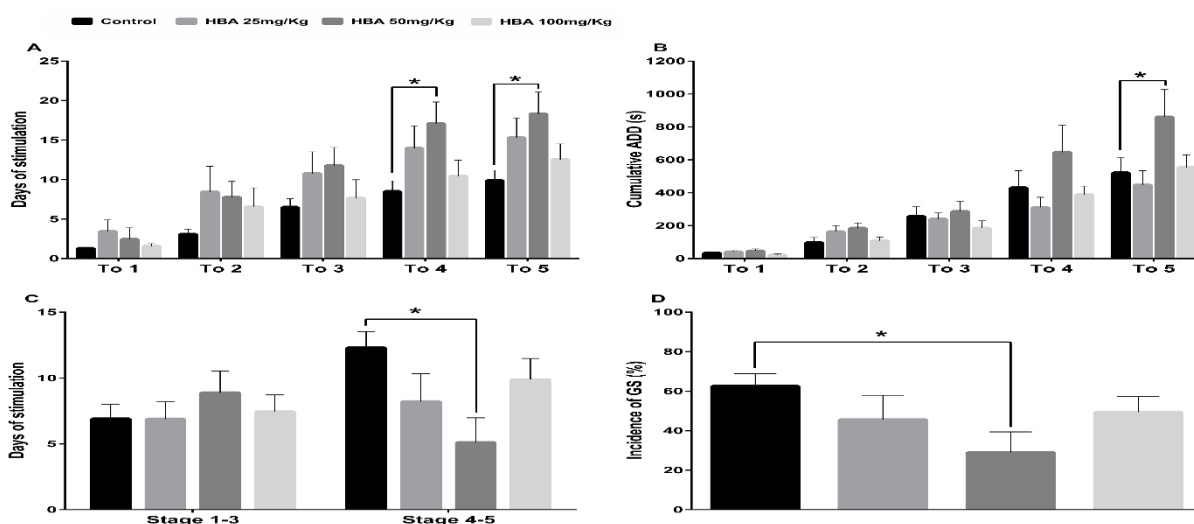 Control HBA 25mg/Kg HBA 50mg/Kg HBA 100mg/Kg
A
Days of stimulation
25
20
15
10
5
0
* *
To 1 To 2 To 3 To 4 To 5
B
Cumulative ADD (s)
1200
1000
800
600
400
200
0
*
To 1 To 2 To 3 To 4 To 5
C
Days of stimulation
15
10
5
0
*
Stage 1-3 Stage 4-5
D
Incidence of GS (%)
100
80
60
40
20
0
*